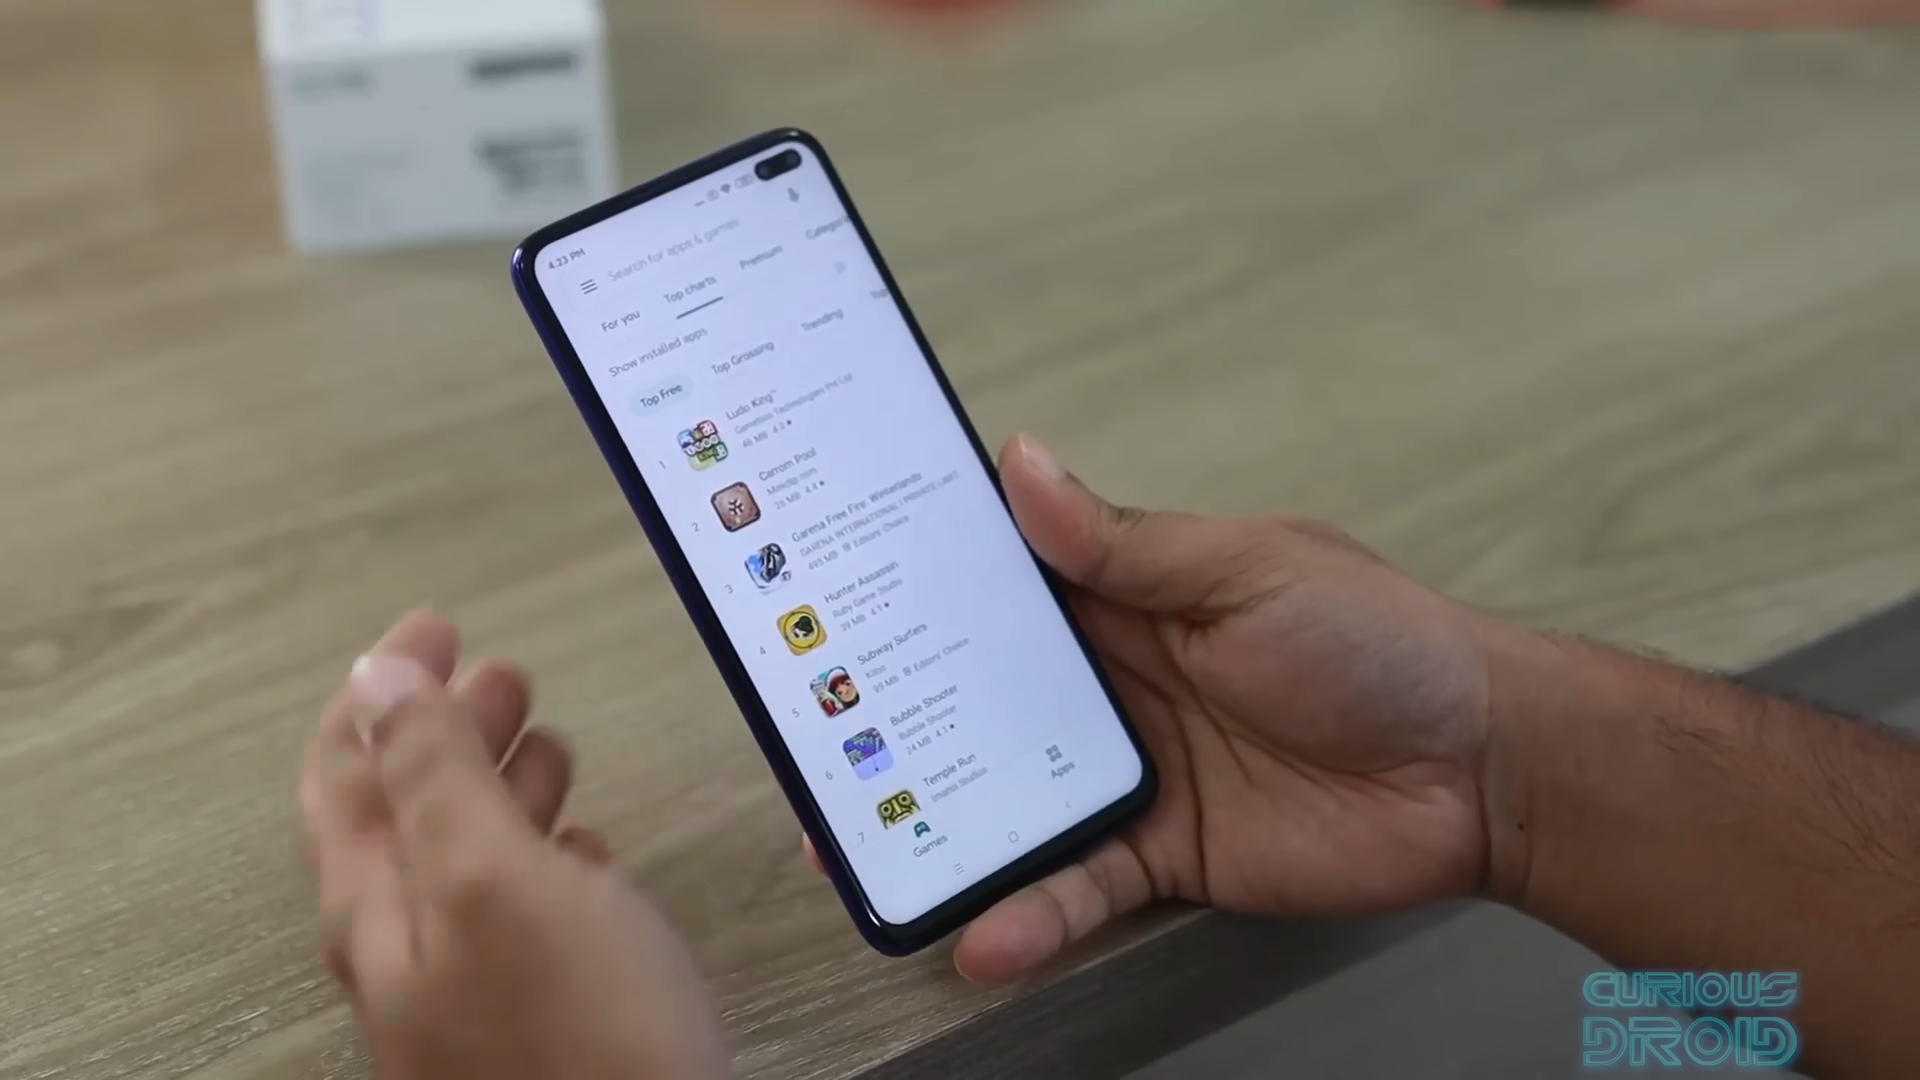 4:23 PM
Search for apps & games
For you
Top charts
Premium
Categori
Show installed apps
Top Free
Top Grossing
Trending
Top
1
Ludo King™
Gametion Technologies Pvt Ltd
46 MB 4.3★
2
Carrom Pool
Miniclip.com
26 MB 4.4★
3
Garena Free Fire: Winterlands
GARENA INTERNATIONAL I PRIVATE LIMIT
495 MB Editors' Choice
4
Hunter Assassin
Ruby Game Studio
39 MB 4.1★
5
Subway Surfers
Kiloo
99 MB Editors' Choice
6
Bubble Shooter
Bubble Shooter
24 MB 4.1★
7
Temple Run
Imangi Studios
Games
Apps
CURIOUS
DROID